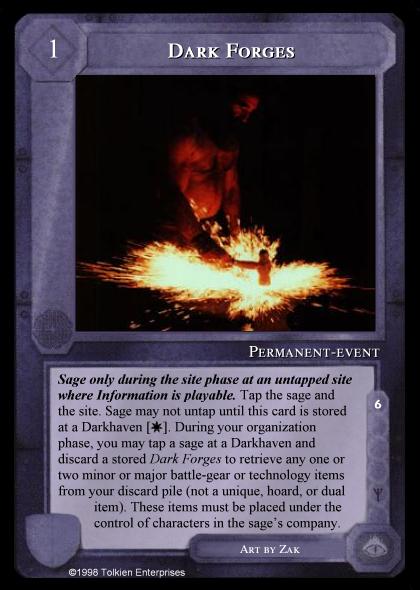 1
DARK FORGES
PERMANENT-EVENT
Sage only during the site phase at an untapped site
where Information is playable. Tap the sage and
the site. Sage may not untap until this card is stored
at a Darkhaven [✷]. During your organization
phase, you may tap a sage at a Darkhaven and
discard a stored Dark Forges to retrieve any one or
two minor or major battle-gear or technology items
from your discard pile (not a unique, hoard, or dual
item). These items must be placed under the
control of characters in the sage's company.
6
ART BY ZAK
©1998 Tolkien Enterprises